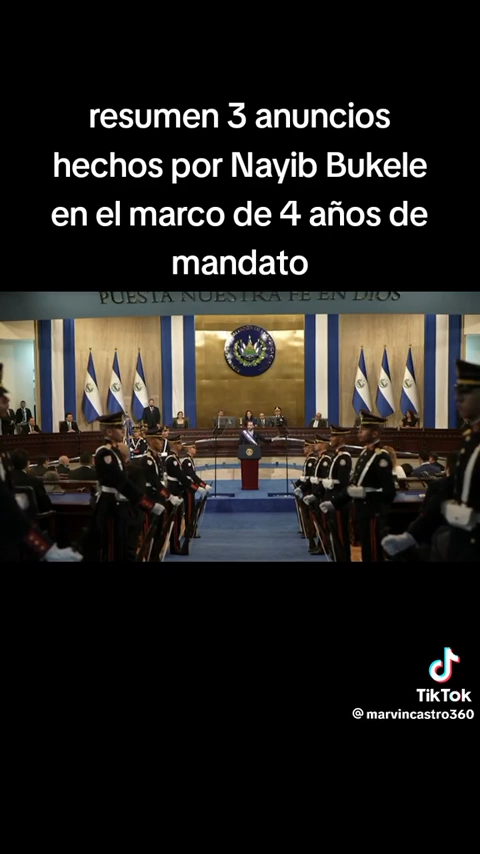 resumen 3 anuncios
hechos por Nayib Bukele
en el marco de 4 años de
mandato
PUESTA NUESTRA FE EN DIOS
TikTok
@ marvincastro360